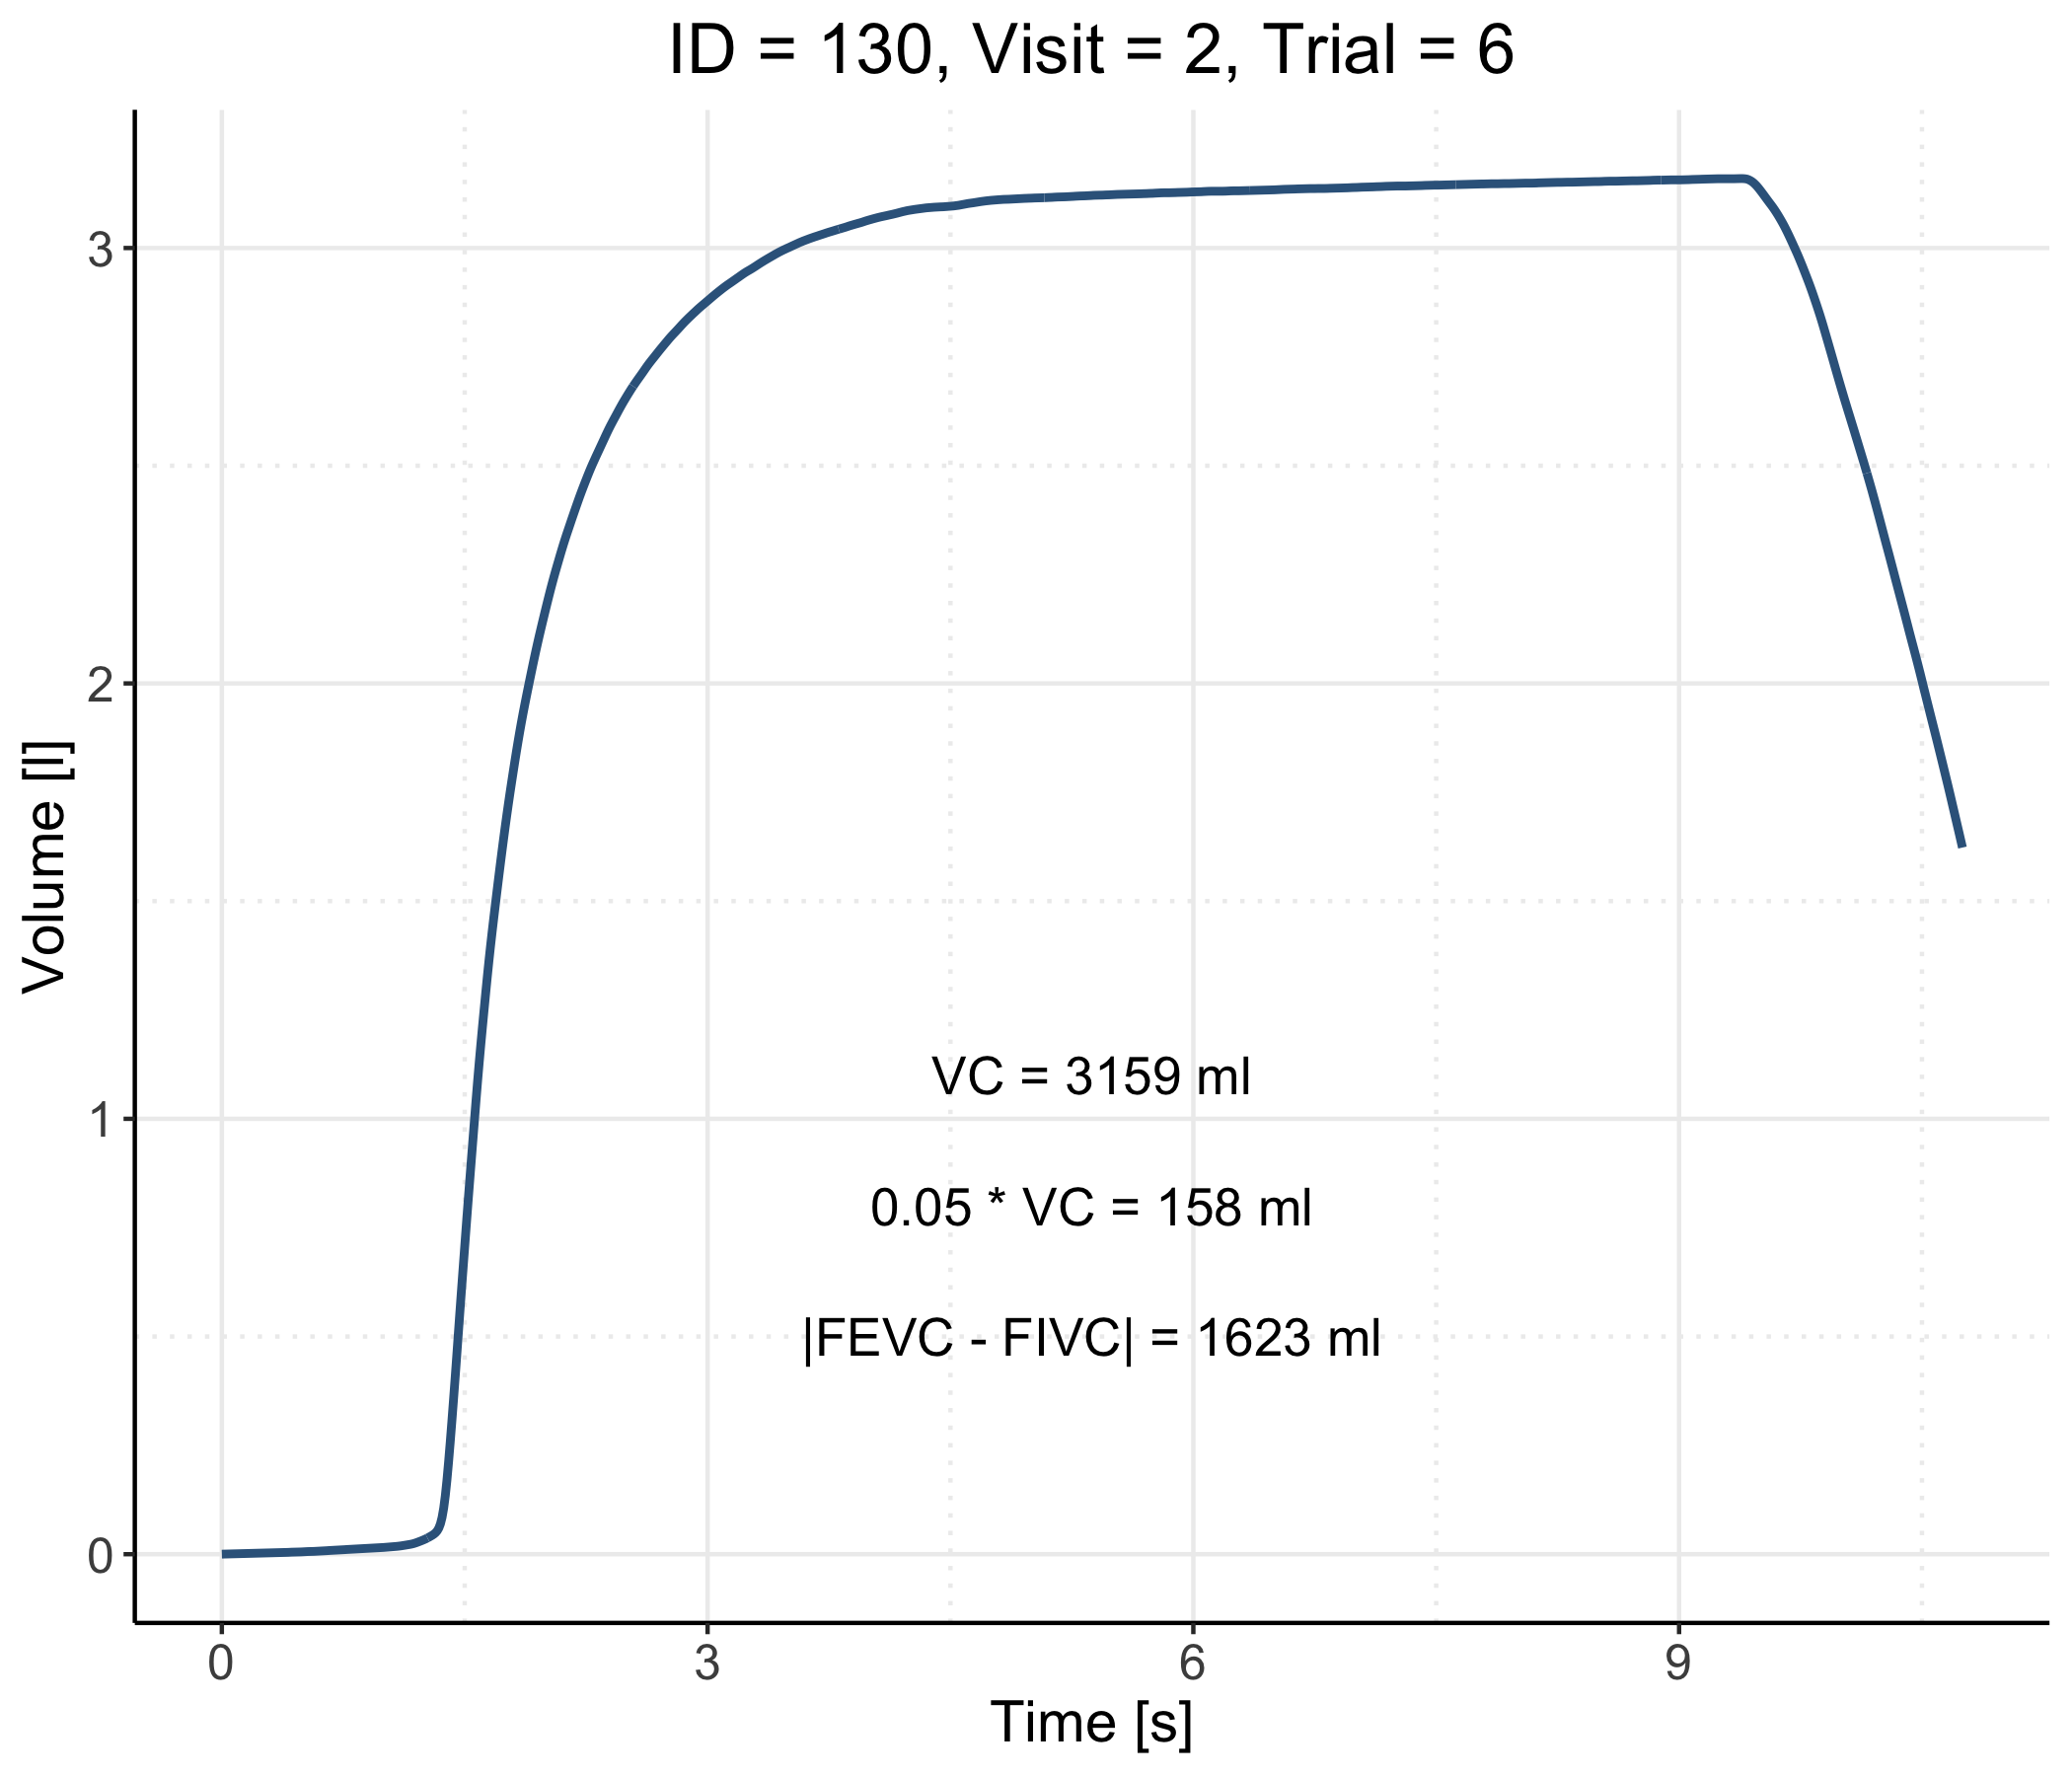 ID = 130, Visit = 2, Trial = 6
3
2
1
0
Volume [l]
VC = 3159 ml
0.05 * VC = 158 ml
|FEVC - FIVC| = 1623 ml
0 3 6 9
Time [s]